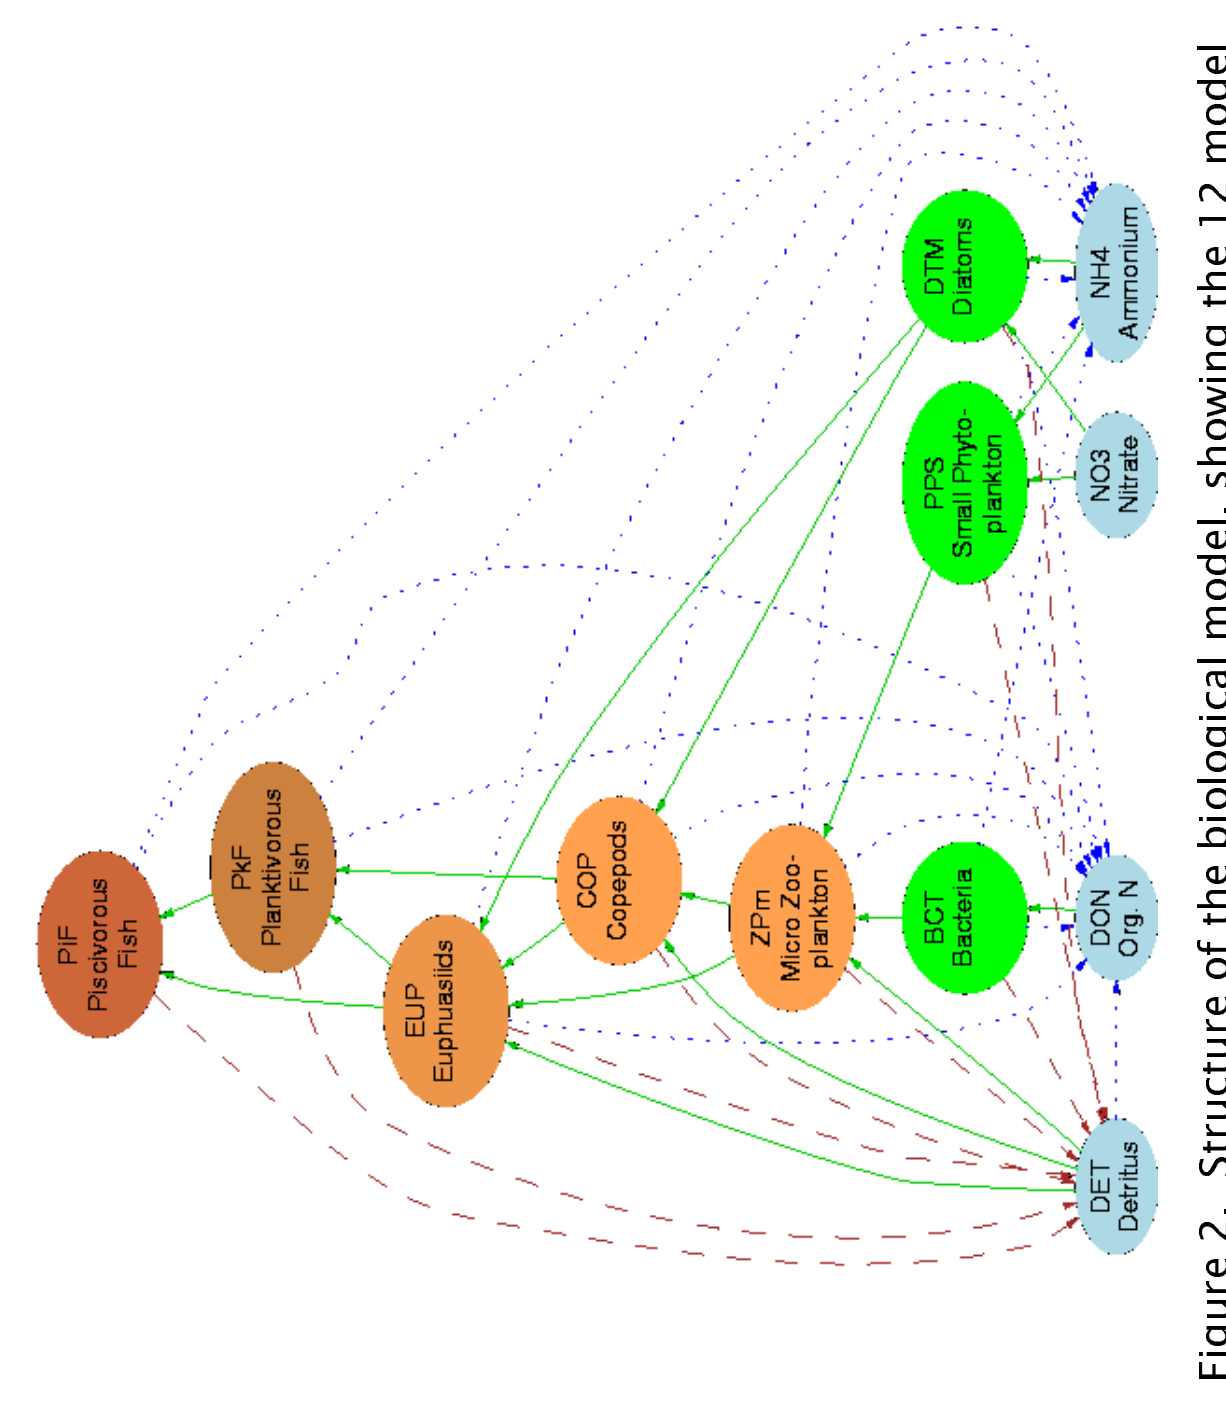 PiF
Piscivorous
Fish
PkF
Planktivorous
Fish
EUP
Euphuasiids
COP
Copepods
ZPm
Micro Zoo-
plankton
BCT
Bacteria
PPS
Small Phyto-
plankton
DTM
Diatoms
DET
Detritus
DON
Org. N
NO3
Nitrate
NH4
Ammonium
Figure 2. Structure of the biological model, showing the 12 model